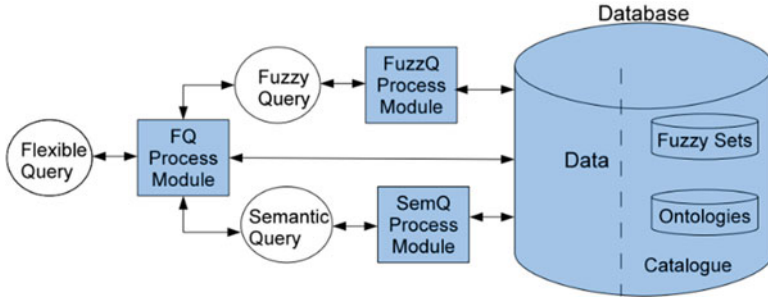 Database
Fuzzy
Query
FuzzQ
Process
Module
Flexible
Query
FQ
Process
Module
Semantic
Query
SemQ
Process
Module
Data
Fuzzy Sets
Ontologies
Catalogue